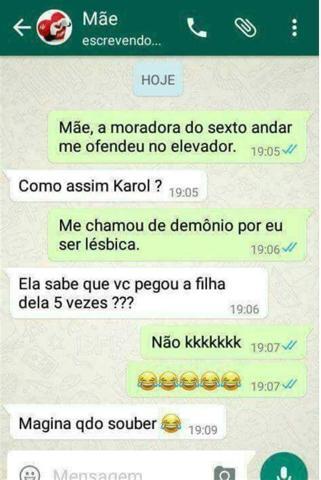 Mãe
escrevendo...
HOJE
Mãe, a moradora do sexto andar
me ofendeu no elevador. 19:05
Como assim Karol ? 19:05
Me chamou de demônio por eu
ser lésbica. 19:06
Ela sabe que vc pegou a filha
dela 5 vezes ???
19:06
Não kkkkkkk 19:07
😂😂😂😂😂 19:07
Magina qdo souber 😂 19:09
Mensagem